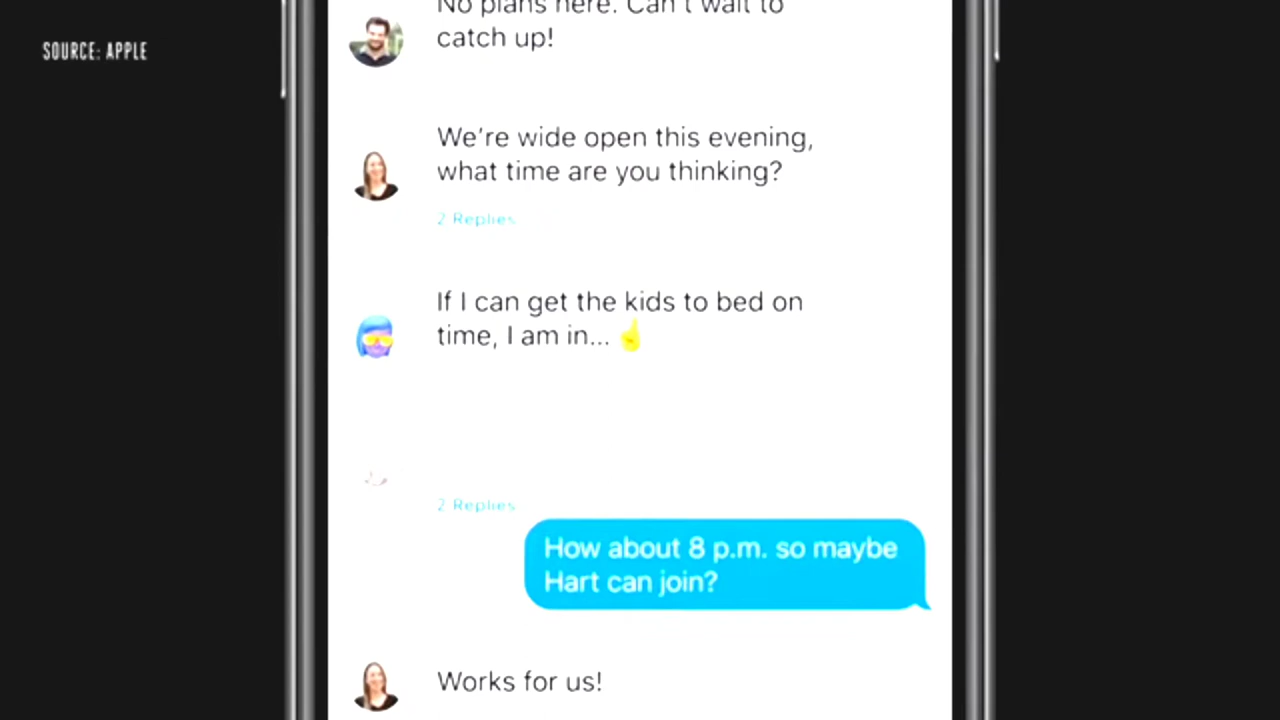 SOURCE: APPLE
No plans here. Can't wait to
catch up!
We're wide open this evening,
what time are you thinking?
2 Replies
If I can get the kids to bed on
time, I am in...
2 Replies
How about 8 p.m. so maybe
Hart can join?
Works for us!